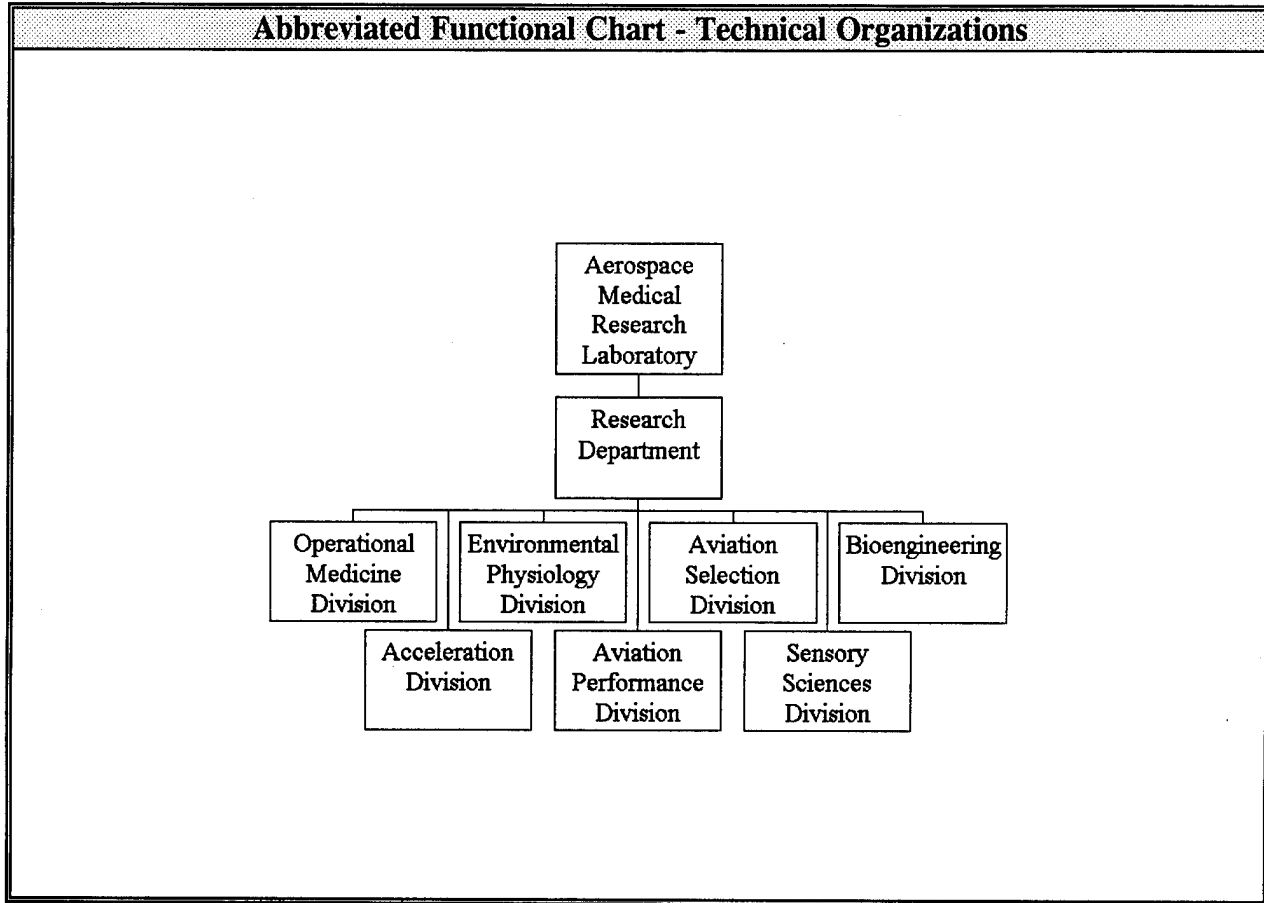 Abbreviated Functional Chart - Technical Organizations
Aerospace
Medical
Research
Laboratory
Research
Department
Operational
Medicine
Division
Environmental
Physiology
Division
Aviation
Selection
Division
Bioengineering
Division
Acceleration
Division
Aviation
Performance
Division
Sensory
Sciences
Division